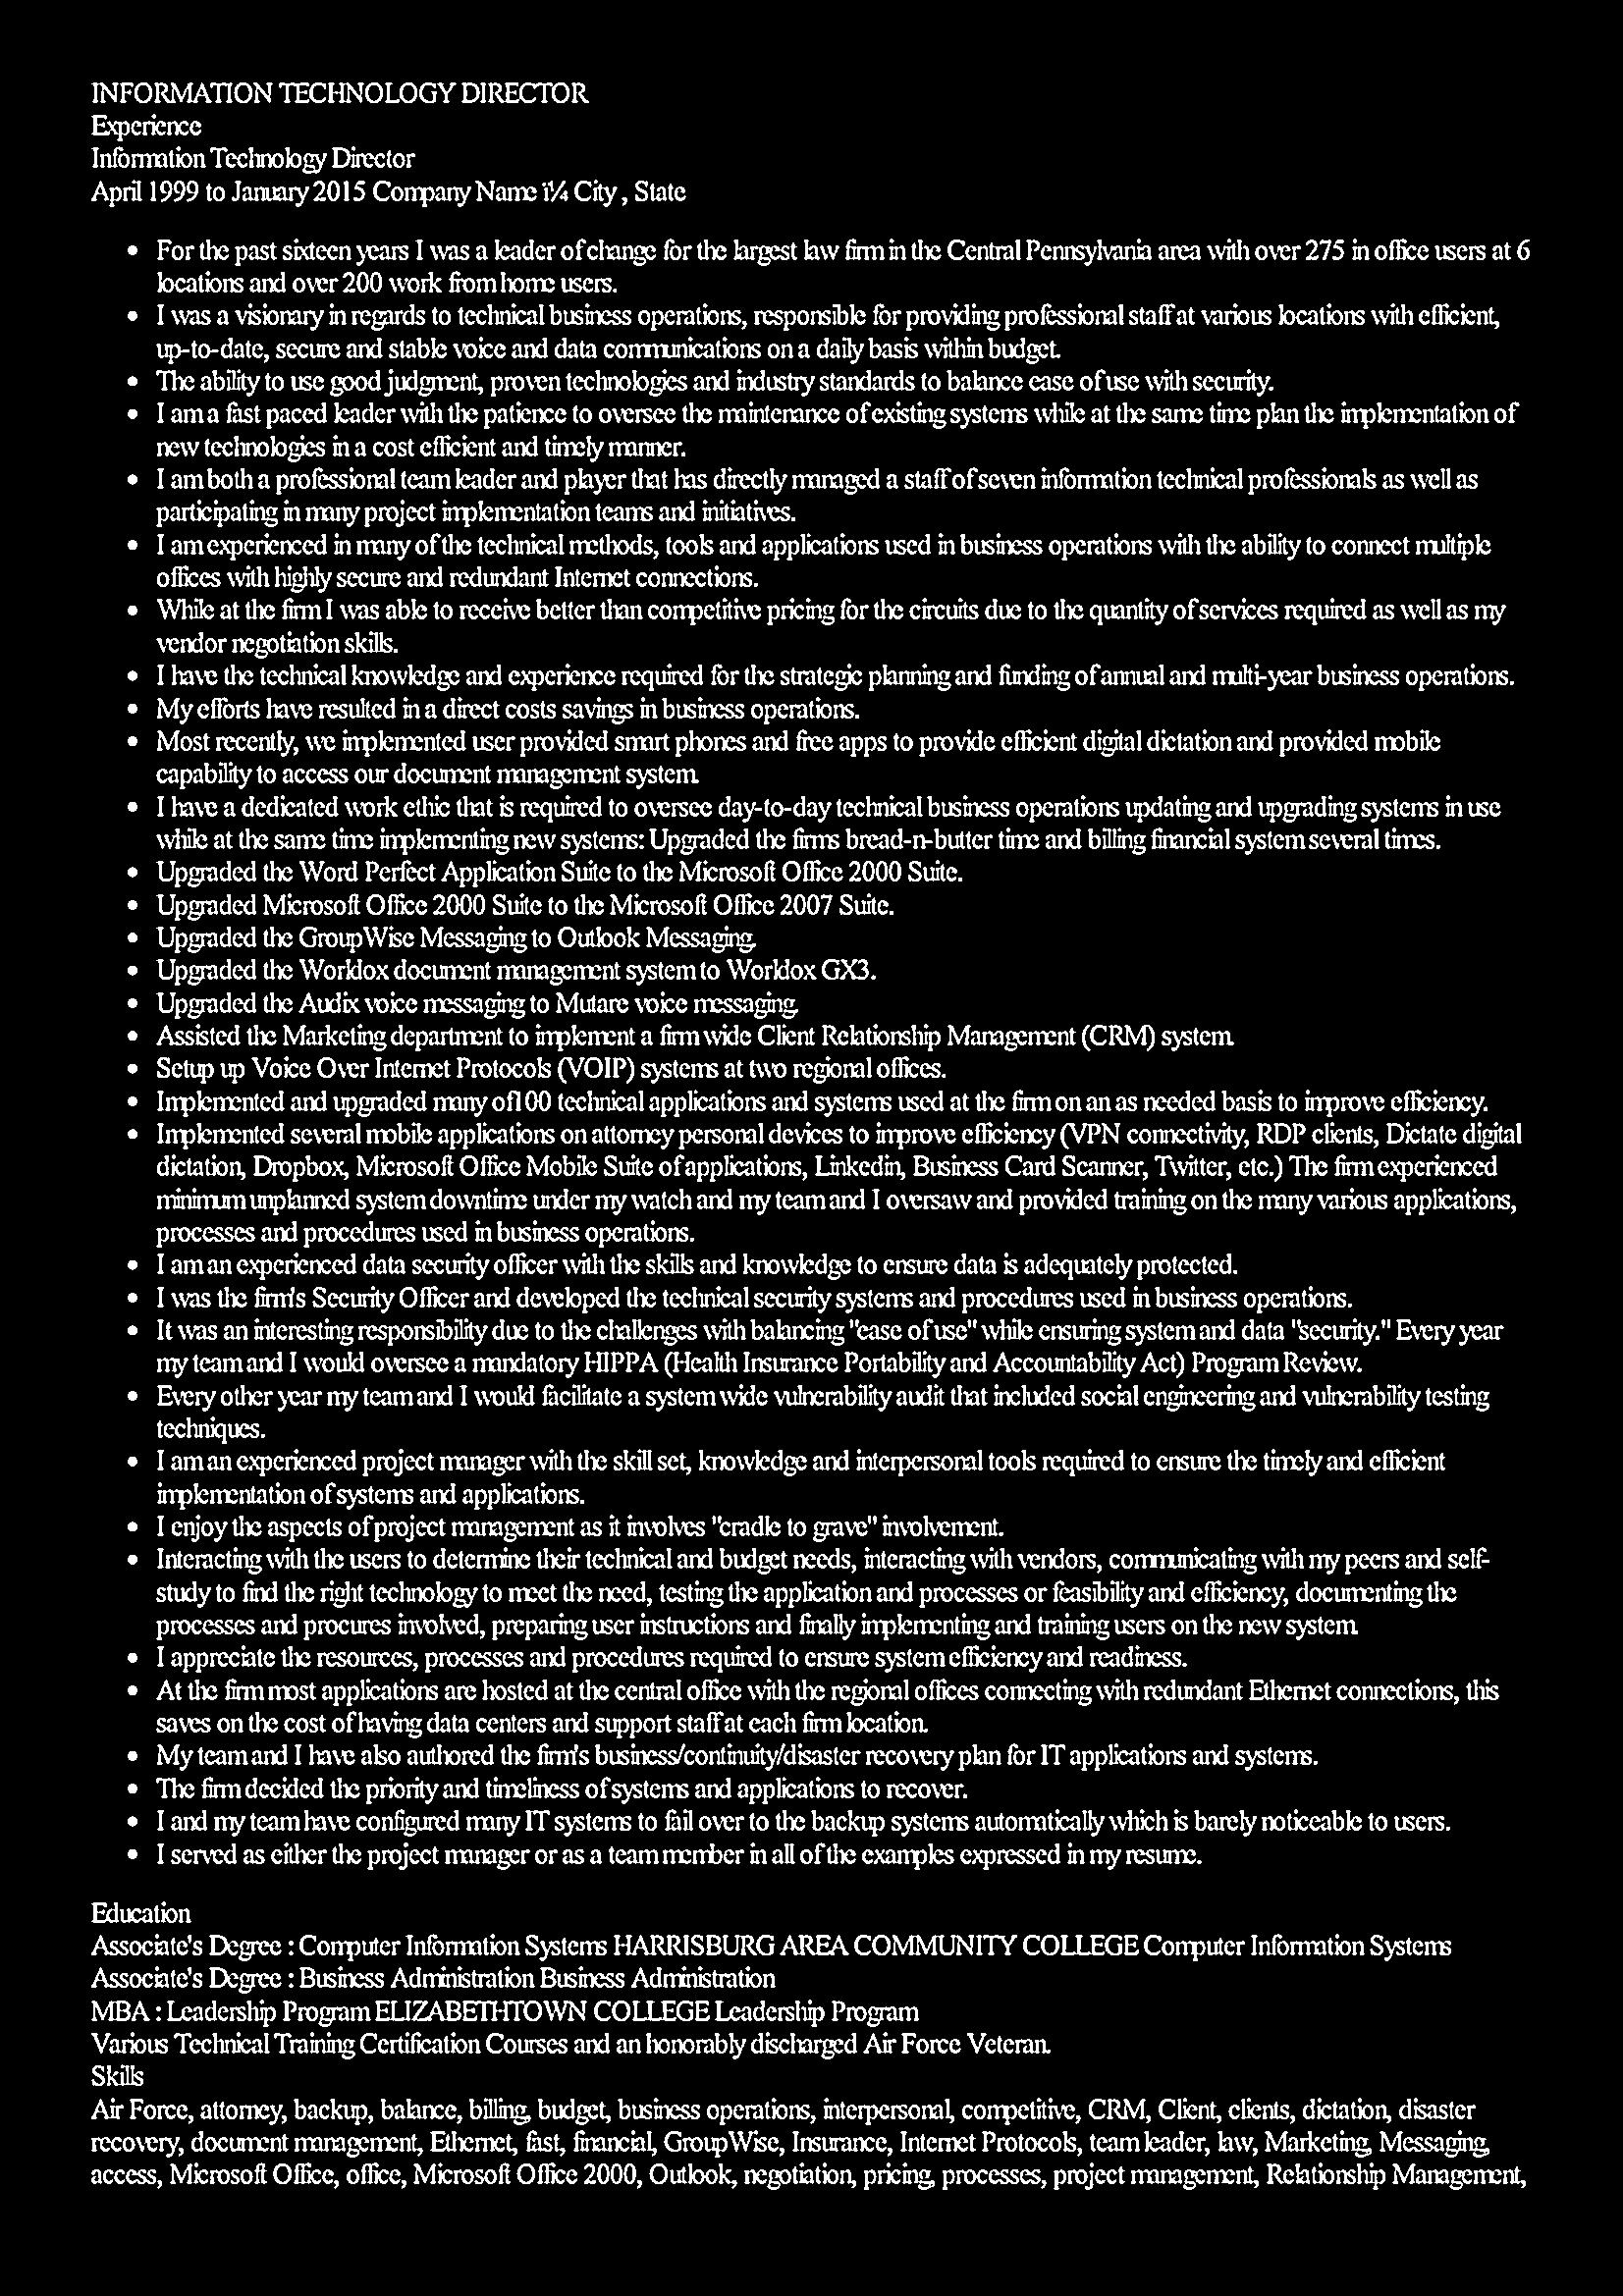 INFORMATION TECHNOLOGY DIRECTOR
Experience
Information Technology Director
April 1999 to January 2015 Company Name ï¼ City , State
• For the past sixteen years I was a leader of change for the largest law firm in the Central Pennsylvania area with over 275 in office users at 6
locations and over 200 work from home users.
• I was a visionary in regards to technical business operations, responsible for providing professional staff at various locations with efficient,
up-to-date, secure and stable voice and data communications on a daily basis within budget.
• The ability to use good judgment, proven technologies and industry standards to balance ease of use with security.
• I am a fast paced leader with the patience to oversee the maintenance of existing systems while at the same time plan the implementation of
new technologies in a cost efficient and timely manner.
• I am both a professional team leader and player that has directly managed a staff of seven information technical professionals as well as
participating in many project implementation teams and initiatives.
• I am experienced in many of the technical methods, tools and applications used in business operations with the ability to connect multiple
offices with highly secure and redundant Internet connections.
• While at the firm I was able to receive better than competitive pricing for the circuits due to the quantity of services required as well as my
vendor negotiation skills.
• I have the technical knowledge and experience required for the strategic planning and funding of annual and multi-year business operations.
• My efforts have resulted in a direct costs savings in business operations.
• Most recently, we implemented user provided smart phones and free apps to provide efficient digital dictation and provided mobile
capability to access our document management system.
• I have a dedicated work ethic that is required to oversee day-to-day technical business operations updating and upgrading systems in use
while at the same time implementing new systems: Upgraded the firms bread-n-butter time and billing financial system several times.
• Upgraded the Word Perfect Application Suite to the Microsoft Office 2000 Suite.
• Upgraded Microsoft Office 2000 Suite to the Microsoft Office 2007 Suite.
• Upgraded the GroupWise Messaging to Outlook Messaging.
• Upgraded the Worldox document management system to Worldox GX3.
• Upgraded the Audix voice messaging to Mutare voice messaging.
• Assisted the Marketing department to implement a firm wide Client Relationship Management (CRM) system.
• Setup up Voice Over Internet Protocols (VOIP) systems at two regional offices.
• Implemented and upgraded many of100 technical applications and systems used at the firm on an as needed basis to improve efficiency.
• Implemented several mobile applications on attorney personal devices to improve efficiency (VPN connectivity, RDP clients, Dictate digital
dictation, Dropbox, Microsoft Office Mobile Suite of applications, Linkedin, Business Card Scanner, Twitter, etc.) The firm experienced
minimum unplanned system downtime under my watch and my team and I oversaw and provided training on the many various applications,
processes and procedures used in business operations.
• I am an experienced data security officer with the skills and knowledge to ensure data is adequately protected.
• I was the firm's Security Officer and developed the technical security systems and procedures used in business operations.
• It was an interesting responsibility due to the challenges with balancing "ease of use" while ensuring system and data "security." Every year
my team and I would oversee a mandatory HIPPA (Health Insurance Portability and Accountability Act) Program Review.
• Every other year my team and I would facilitate a system wide vulnerability audit that included social engineering and vulnerability testing
techniques.
• I am an experienced project manager with the skill set, knowledge and interpersonal tools required to ensure the timely and efficient
implementation of systems and applications.
• I enjoy the aspects of project management as it involves "cradle to grave" involvement.
• Interacting with the users to determine their technical and budget needs, interacting with vendors, communicating with my peers and self-
study to find the right technology to meet the need, testing the application and processes or feasibility and efficiency, documenting the
processes and procures involved, preparing user instructions and finally implementing and training users on the new system.
• I appreciate the resources, processes and procedures required to ensure system efficiency and readiness.
• At the firm most applications are hosted at the central office with the regional offices connecting with redundant Ethernet connections, this
saves on the cost of having data centers and support staff at each firm location.
• My team and I have also authored the firm's business/continuity/disaster recovery plan for IT applications and systems.
• The firm decided the priority and timeliness of systems and applications to recover.
• I and my team have configured many IT systems to fail over to the backup systems automatically which is barely noticeable to users.
• I served as either the project manager or as a team member in all of the examples expressed in my resume.
Education
Associate's Degree : Computer Information Systems HARRISBURG AREA COMMUNITY COLLEGE Computer Information Systems
Associate's Degree : Business Administration Business Administration
MBA : Leadership Program ELIZABETHTOWN COLLEGE Leadership Program
Various Technical Training Certification Courses and an honorably discharged Air Force Veteran.
Skills
Air Force, attorney, backup, balance, billing, budget, business operations, interpersonal, competitive, CRM, Client, clients, dictation, disaster
recovery, document management, Ethernet, fast, financial, GroupWise, Insurance, Internet Protocols, team leader, law, Marketing, Messaging,
access, Microsoft Office, office, Microsoft Office 2000, Outlook, negotiation, pricing, processes, project management, Relationship Management,